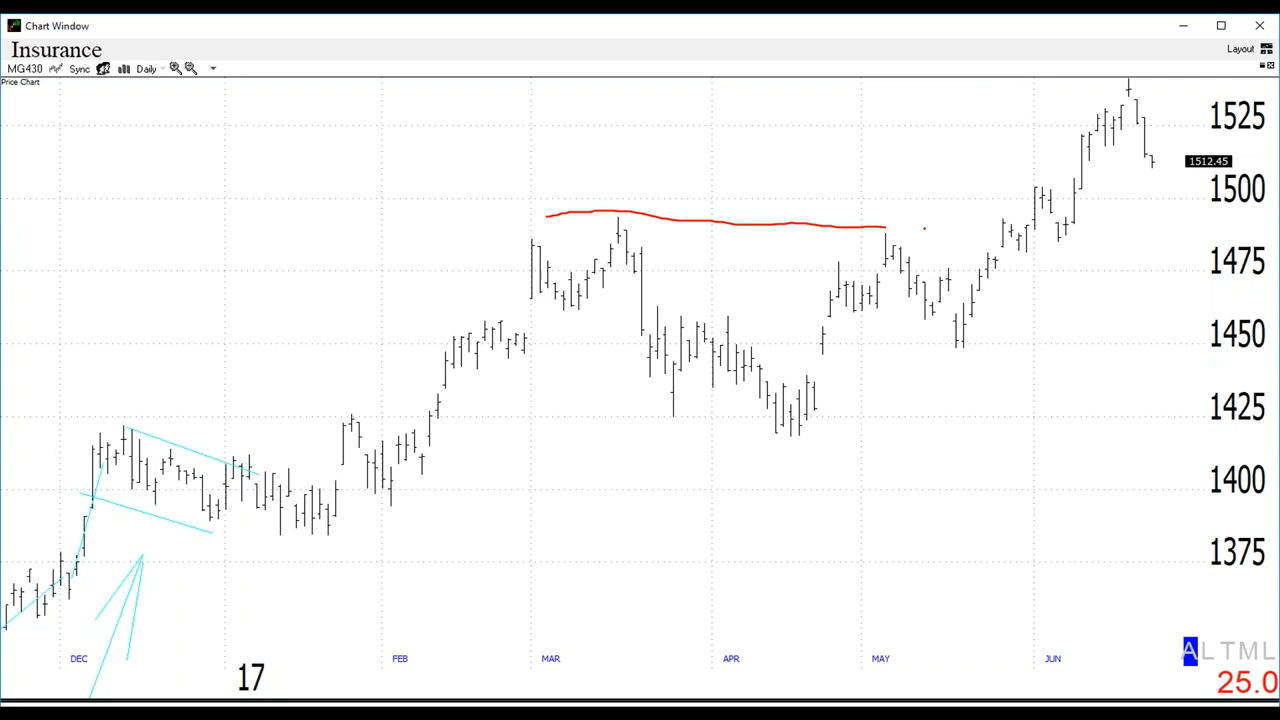 Chart Window
Insurance
Layout
MG430 Sync Daily
Price Chart
1525
1512.45
1500
1475
1450
1425
1400
1375
DEC FEB MAR APR MAY JUN
17
ALTML
25.0